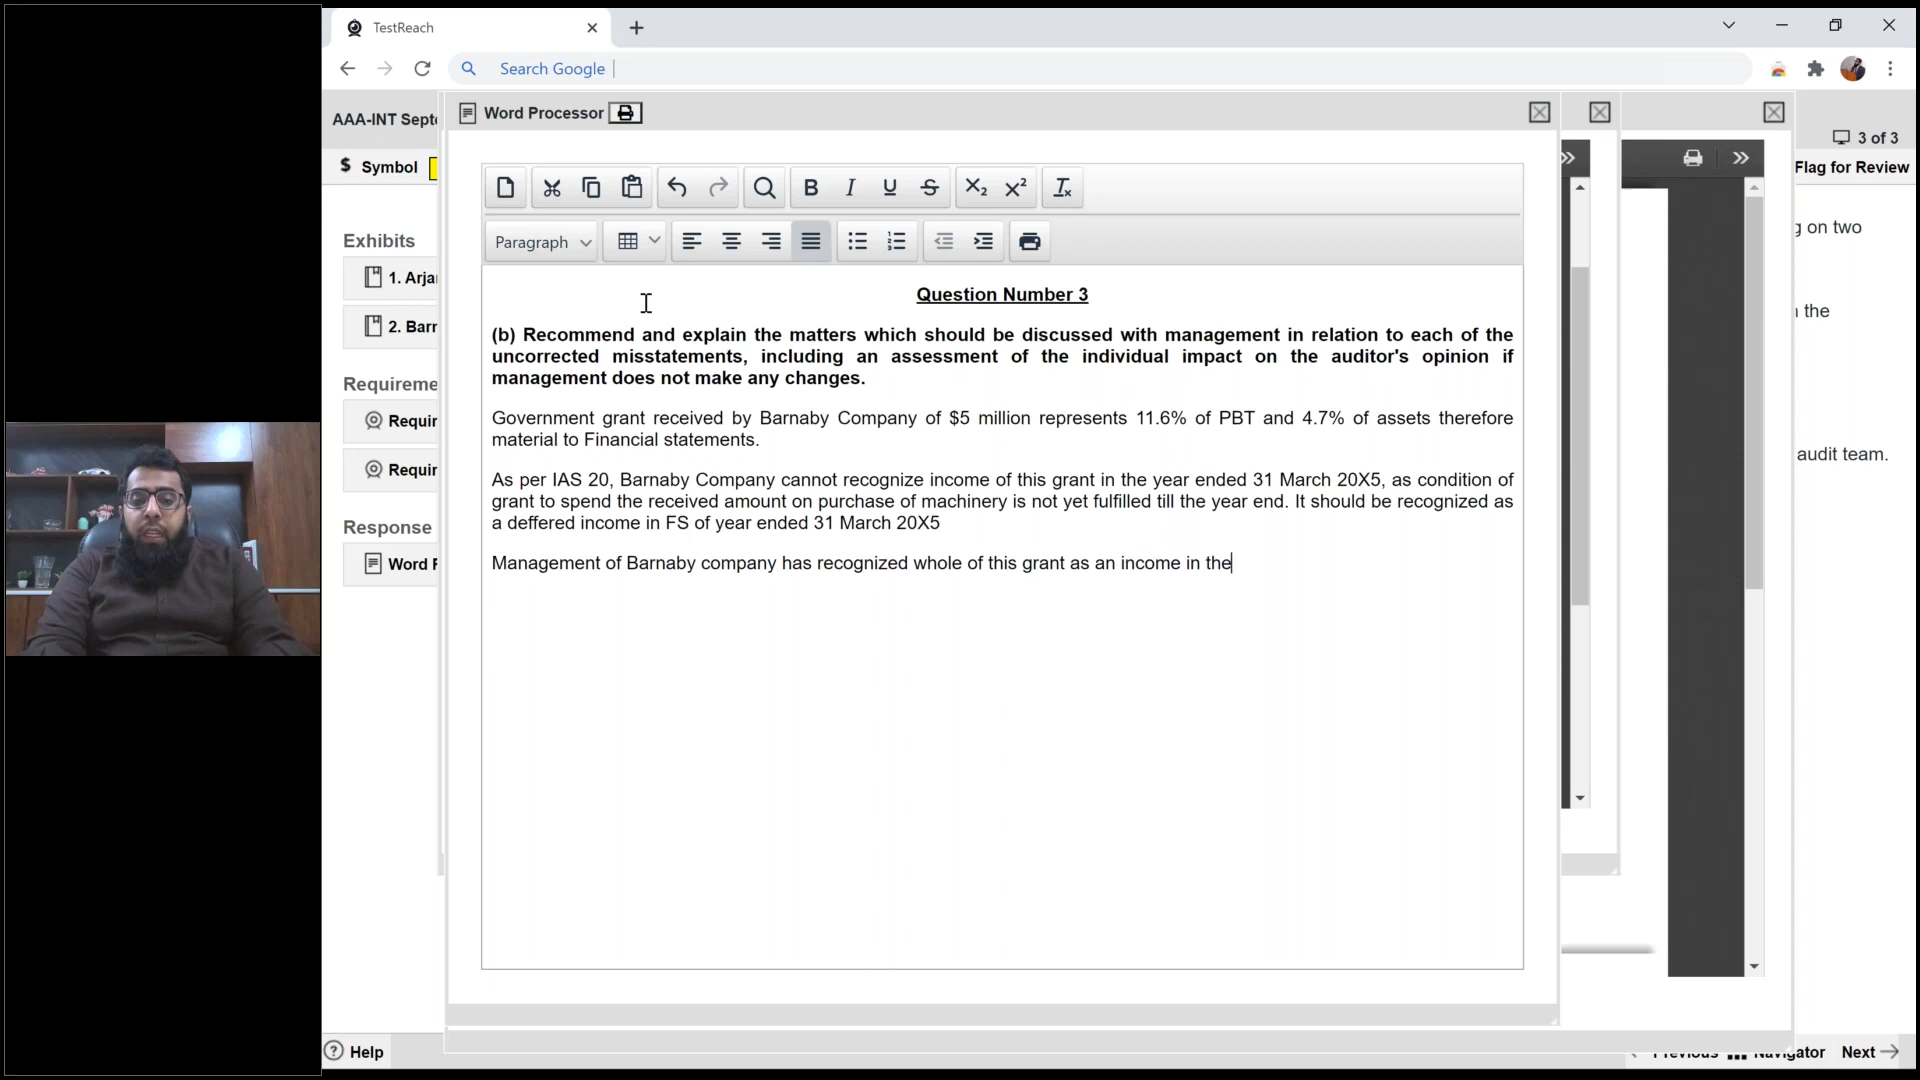 TestReach
Search Google
AAA-INT Septe
Word Processor
3 of 3
$ Symbol
Flag for Review
Paragraph
Exhibits
1. Arja
2. Barn
Requireme
Requir
Requir
Response
Word P
Question Number 3
(b) Recommend and explain the matters which should be discussed with management in relation to each of the
uncorrected misstatements, including an assessment of the individual impact on the auditor's opinion if
management does not make any changes.
Government grant received by Barnaby Company of $5 million represents 11.6% of PBT and 4.7% of assets therefore
material to Financial statements.
As per IAS 20, Barnaby Company cannot recognize income of this grant in the year ended 31 March 20X5, as condition of
grant to spend the received amount on purchase of machinery is not yet fulfilled till the year end. It should be recognized as
a deffered income in FS of year ended 31 March 20X5
Management of Barnaby company has recognized whole of this grant as an income in the
g on two
n the
audit team.
Help
Previous
Navigator
Next